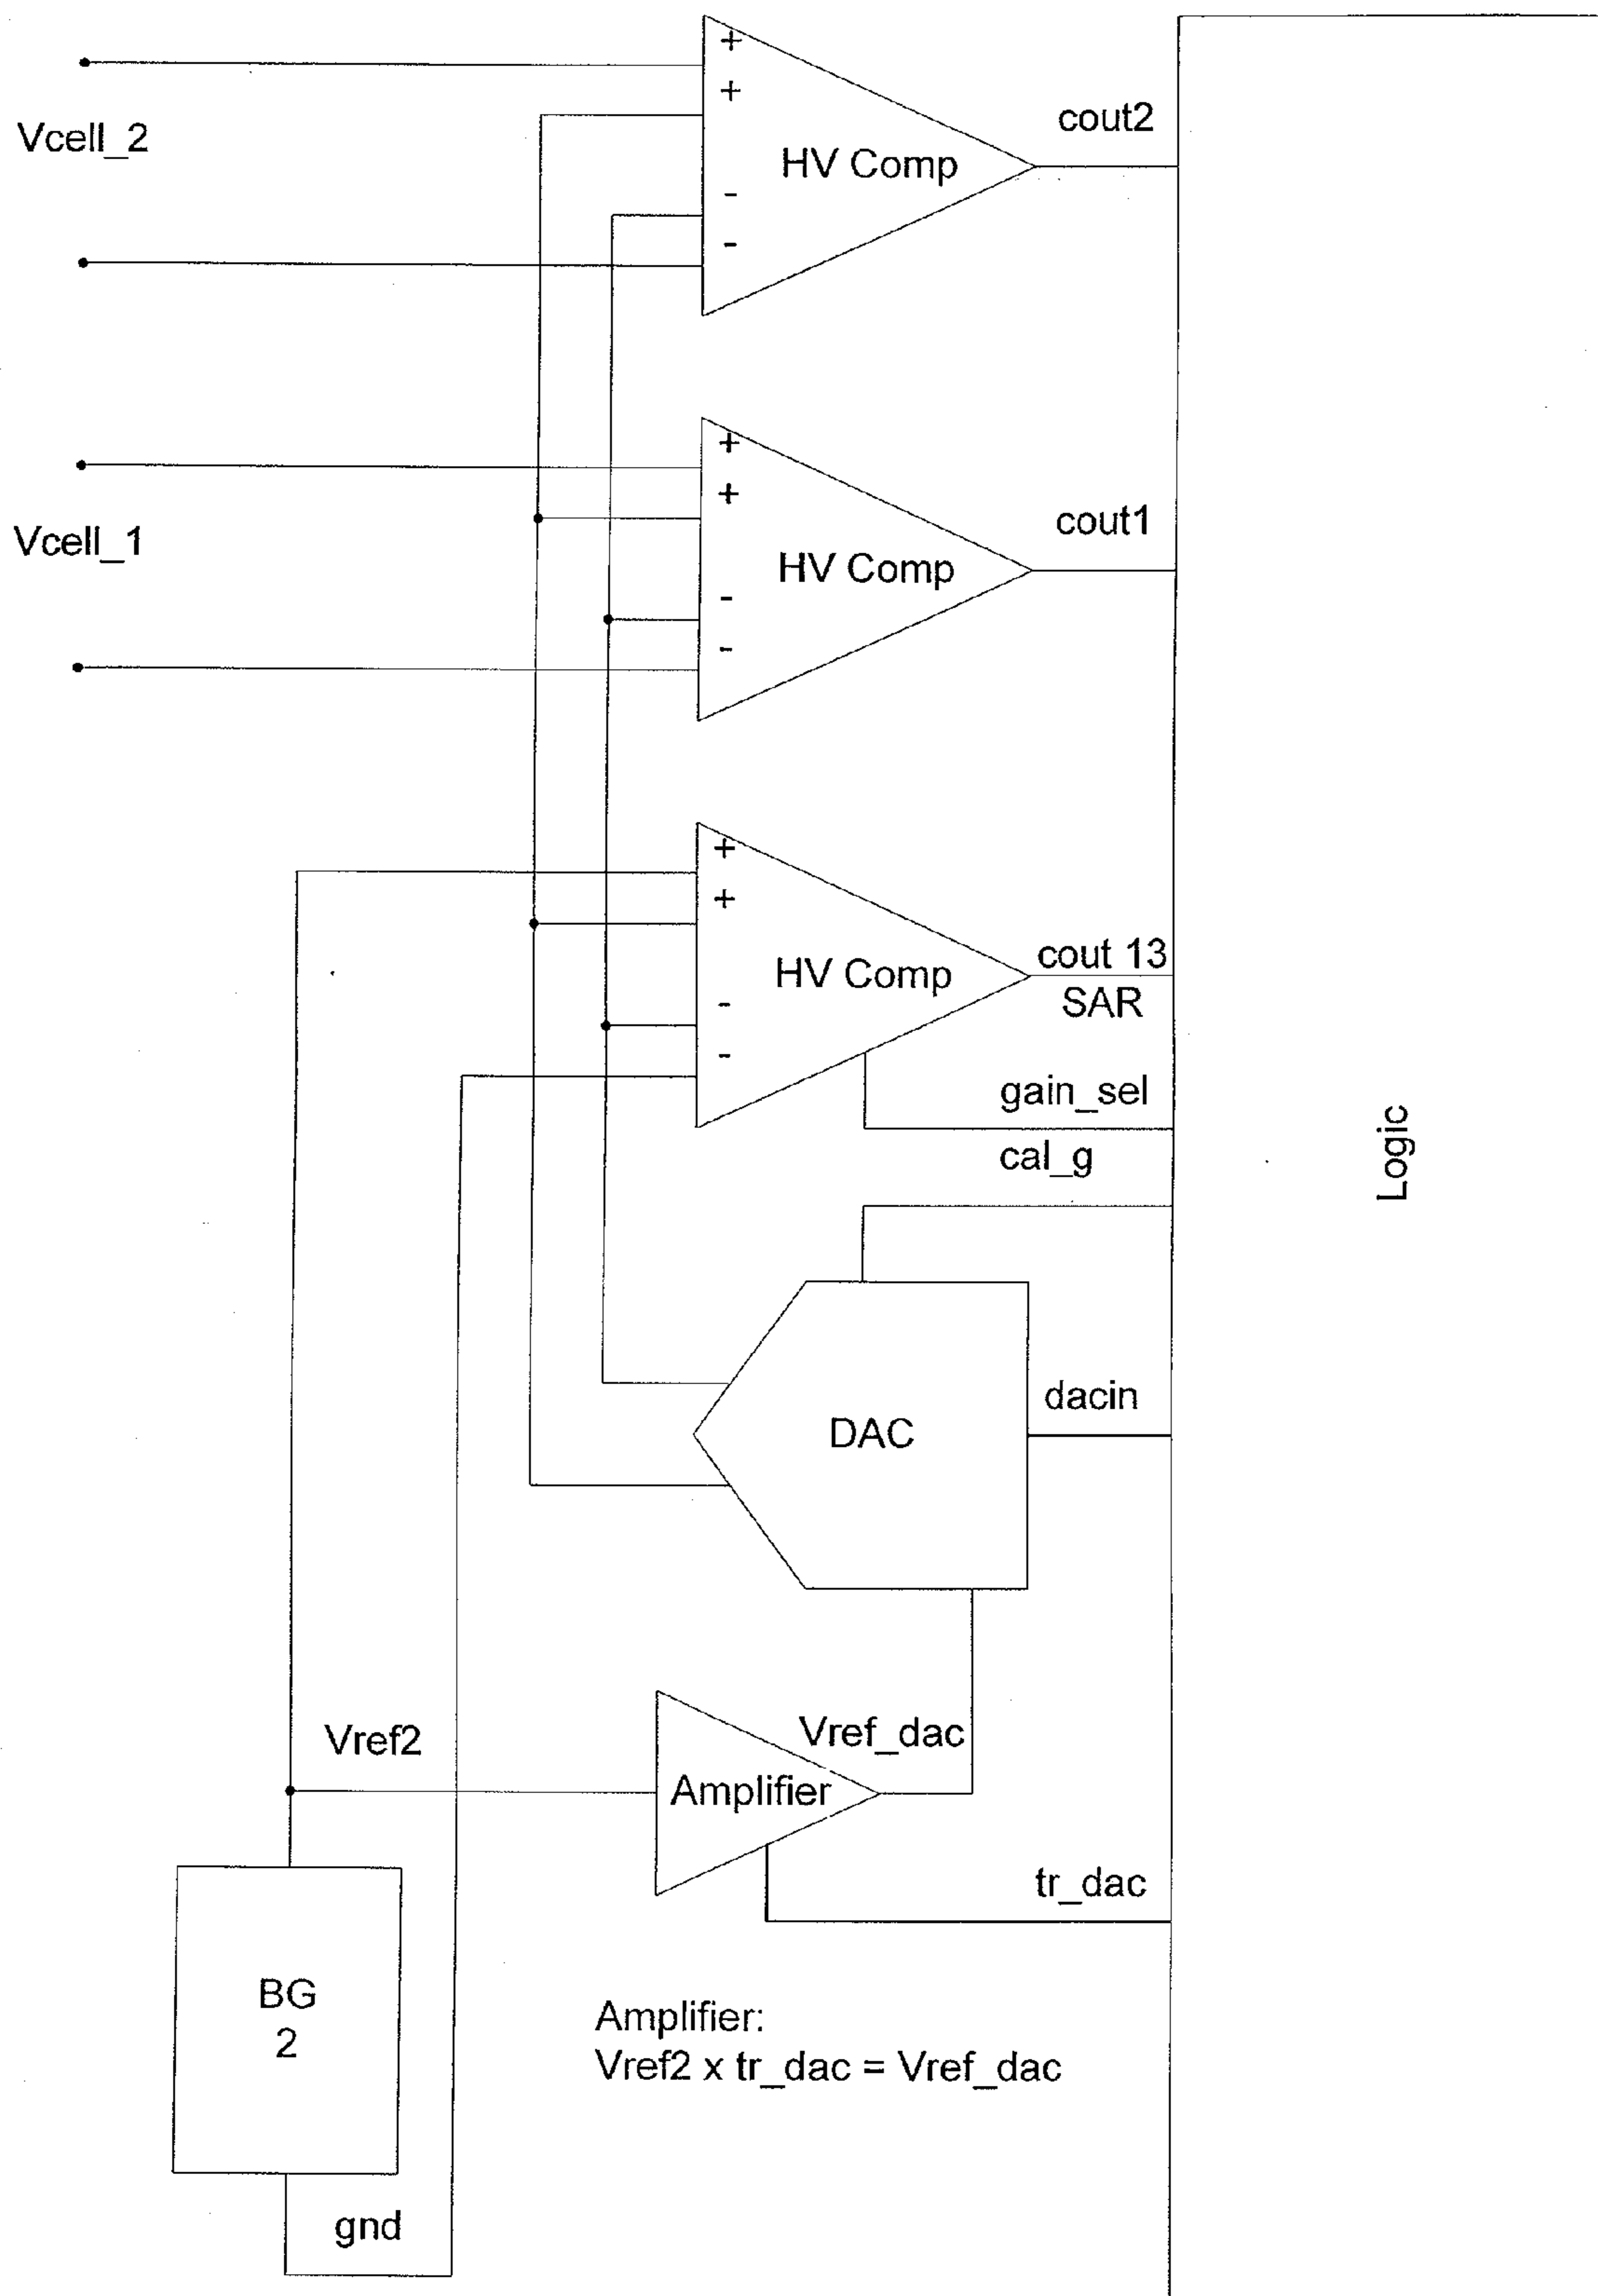 +
+
cout2
Vcell_2
HV Comp
-
-
+
+
cout1
Vcell_1
HV Comp
-
-
+
+
cout 13
HV Comp
SAR
-
-
gain_sel
cal_g
Logic
dacin
DAC
Vref2
Vref_dac
Amplifier
tr_dac
BG
2
Amplifier:
Vref2 x tr_dac = Vref_dac
gnd